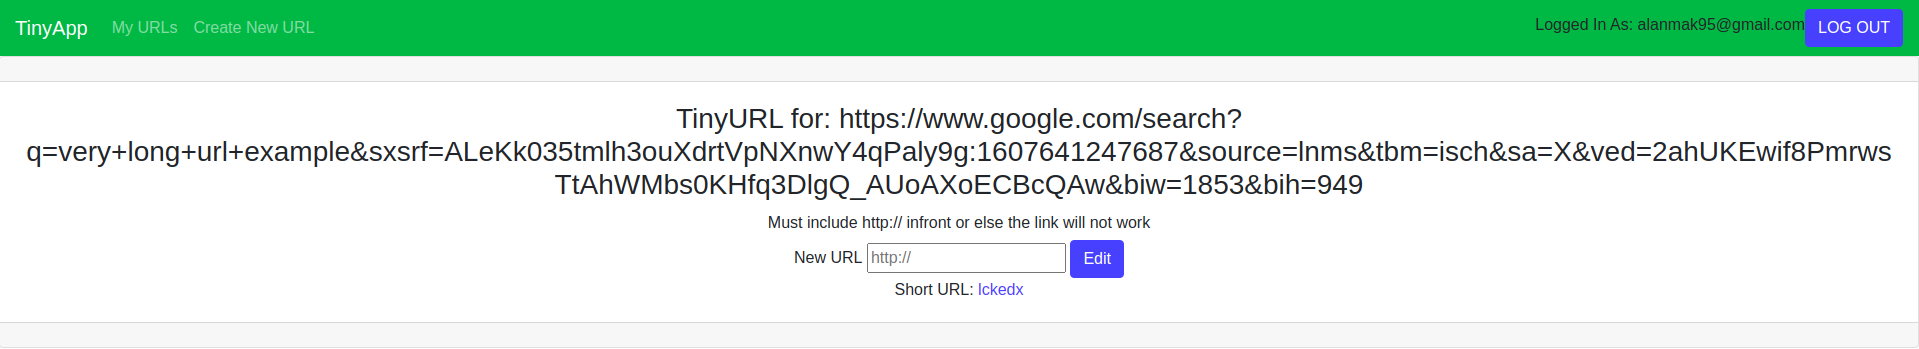 TinyApp My URLs Create New URL Logged In As: alanmak95@gmail.com LOG OUT
TinyURL for: https://www.google.com/search?
q=very+long+url+example&sxsrf=ALeKk035tmlh3ouXdrtVpNXnwY4qPaly9g:1607641247687&source=lnms&tbm=isch&sa=X&ved=2ahUKEwif8Pmrws
TtAhWMbs0KHfq3DlgQ_AUoAXoECBcQAw&biw=1853&bih=949
Must include http:// infront or else the link will not work
New URL http:// Edit
Short URL: lckedx